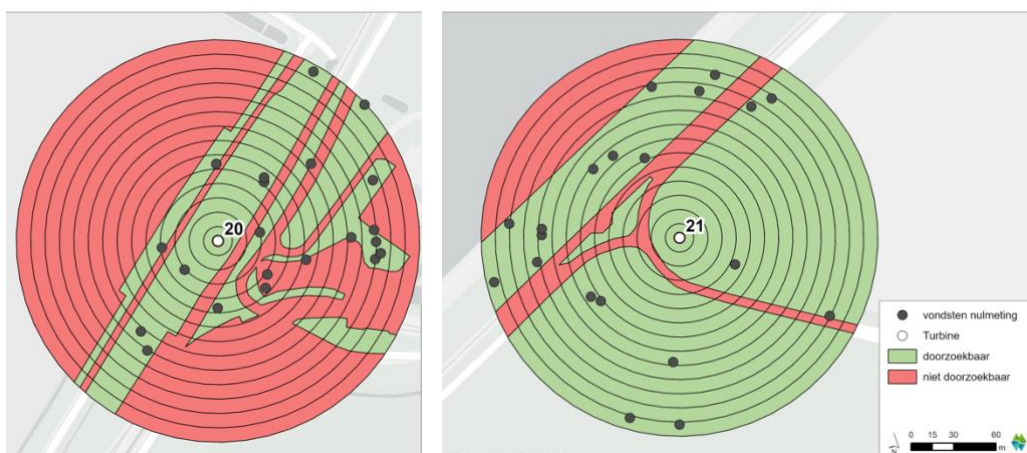 20
21
vondsten nulmeting
Turbine
doorzoekbaar
niet doorzoekbaar
0 15 30 60
m